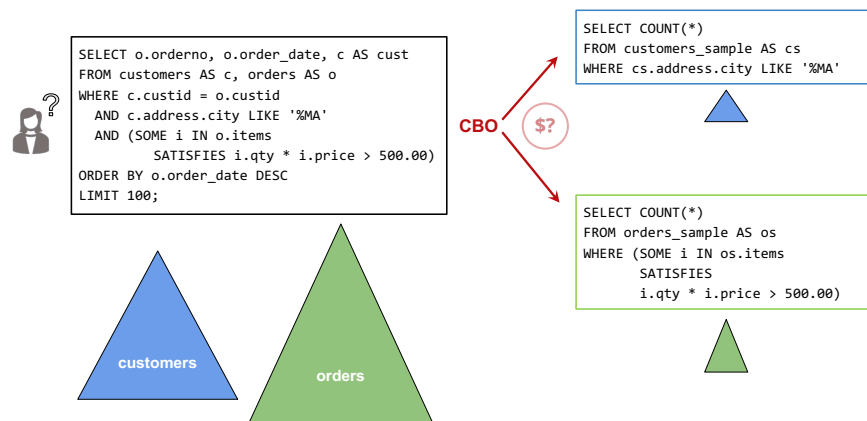 ?
SELECT o.orderno, o.order_date, c AS cust
FROM customers AS c, orders AS o
WHERE c.custid = o.custid
  AND c.address.city LIKE '%MA'
  AND (SOME i IN o.items
          SATISFIES i.qty * i.price > 500.00)
ORDER BY o.order_date DESC
LIMIT 100;
CBO
$?
SELECT COUNT(*)
FROM customers_sample AS cs
WHERE cs.address.city LIKE '%MA'
SELECT COUNT(*)
FROM orders_sample AS os
WHERE (SOME i IN os.items
       SATISFIES
       i.qty * i.price > 500.00)
customers
orders